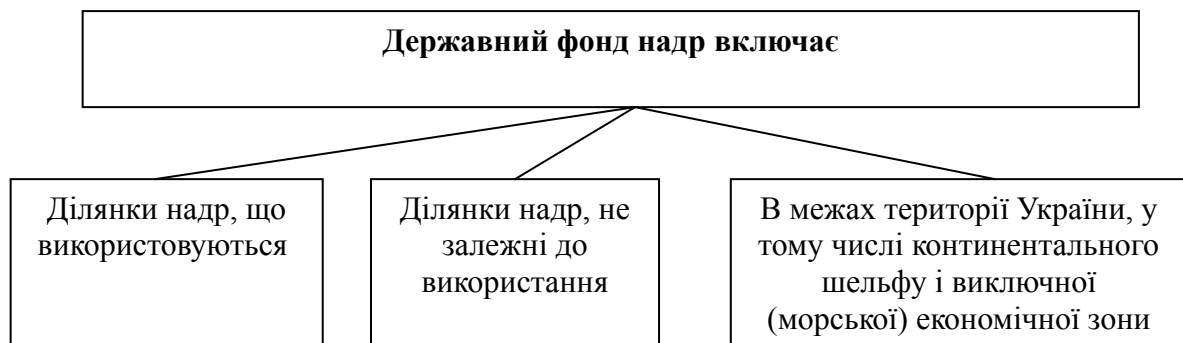 Державний фонд надр включає
Ділянки надр, що
використовуються
Ділянки надр, не
залежні до
використання
В межах території України, у
тому числі континентального
шельфу і виключної
(морської) економічної зони